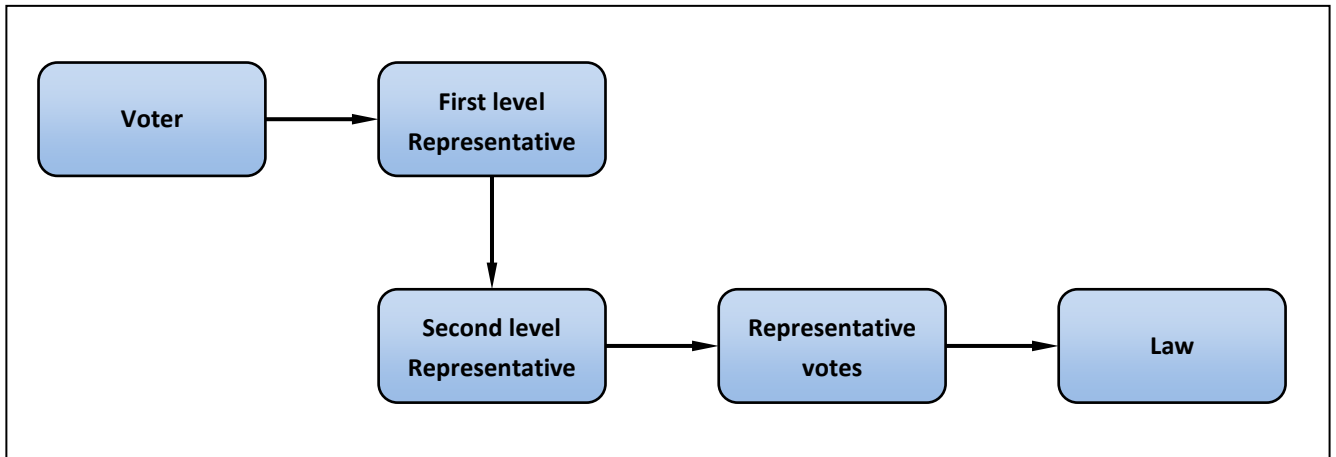 Voter
First level
Representative
Second level
Representative
Representative
votes
Law